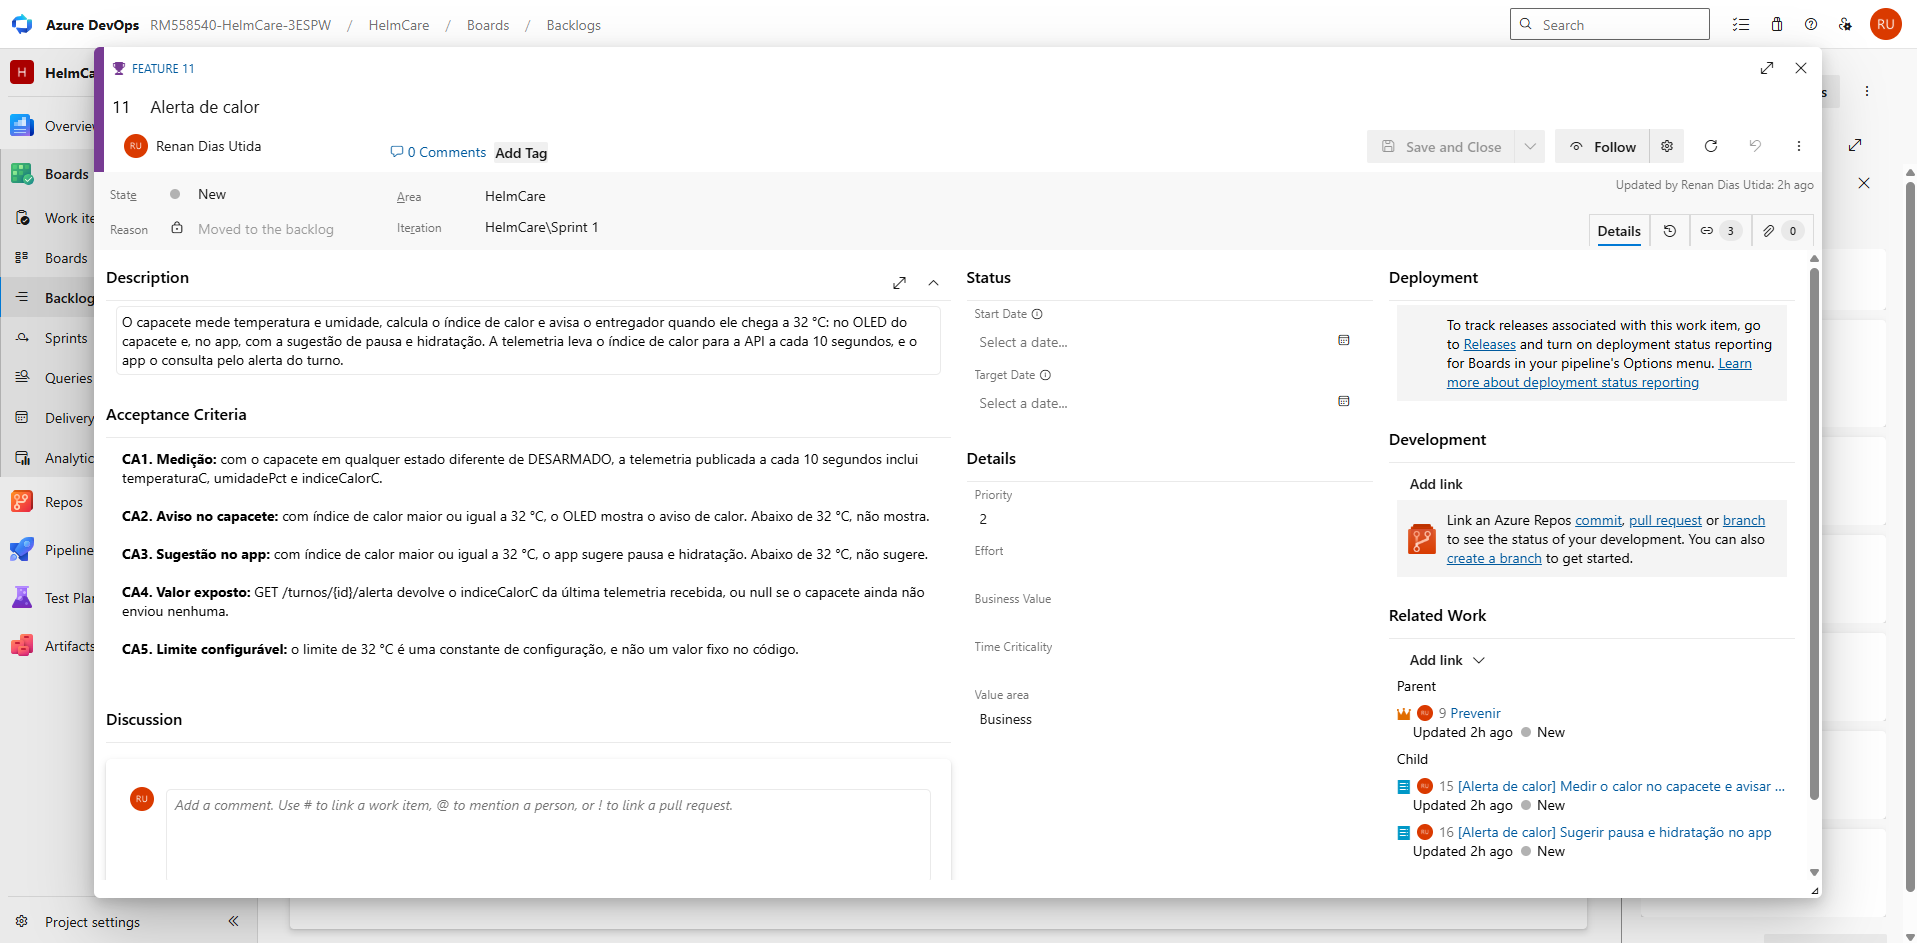 Azure DevOps RM558540-HelmCare-3ESPW / HelmCare / Boards / Backlogs
Search
RU
H HelmCa
Overvie
Boards
Work ite
Boards
Backlog
Sprints
Queries
Delivery
Analytic
Repos
Pipeline
Test Pla
Artifacts
Project settings
FEATURE 11
11 Alerta de calor
RU Renan Dias Utida
0 Comments
Add Tag
Save and Close
Follow
State New
Area HelmCare
Updated by Renan Dias Utida: 2h ago
Reason Moved to the backlog
Iteration HelmCare\Sprint 1
Details
3
0
Description
O capacete mede temperatura e umidade, calcula o índice de calor e avisa o entregador quando ele chega a 32 °C: no OLED do
capacete e, no app, com a sugestão de pausa e hidratação. A telemetria leva o índice de calor para a API a cada 10 segundos, e o
app o consulta pelo alerta do turno.
Acceptance Criteria
CA1. Medição: com o capacete em qualquer estado diferente de DESARMADO, a telemetria publicada a cada 10 segundos inclui
temperaturaC, umidadePct e indiceCalorC.
CA2. Aviso no capacete: com índice de calor maior ou igual a 32 °C, o OLED mostra o aviso de calor. Abaixo de 32 °C, não mostra.
CA3. Sugestão no app: com índice de calor maior ou igual a 32 °C, o app sugere pausa e hidratação. Abaixo de 32 °C, não sugere.
CA4. Valor exposto: GET /turnos/{id}/alerta devolve o indiceCalorC da última telemetria recebida, ou null se o capacete ainda não
enviou nenhuma.
CA5. Limite configurável: o limite de 32 °C é uma constante de configuração, e não um valor fixo no código.
Discussion
RU
Add a comment. Use # to link a work item, @ to mention a person, or ! to link a pull request.
Status
Start Date
Select a date...
Target Date
Select a date...
Details
Priority
2
Effort
Business Value
Time Criticality
Value area
Business
Deployment
To track releases associated with this work item, go
to Releases and turn on deployment status reporting
for Boards in your pipeline's Options menu. Learn
more about deployment status reporting
Development
Add link
Link an Azure Repos commit, pull request or branch
to see the status of your development. You can also
create a branch to get started.
Related Work
Add link
Parent
RU 9 Prevenir
Updated 2h ago New
Child
RU 15 [Alerta de calor] Medir o calor no capacete e avisar ...
Updated 2h ago New
RU 16 [Alerta de calor] Sugerir pausa e hidratação no app
Updated 2h ago New
s